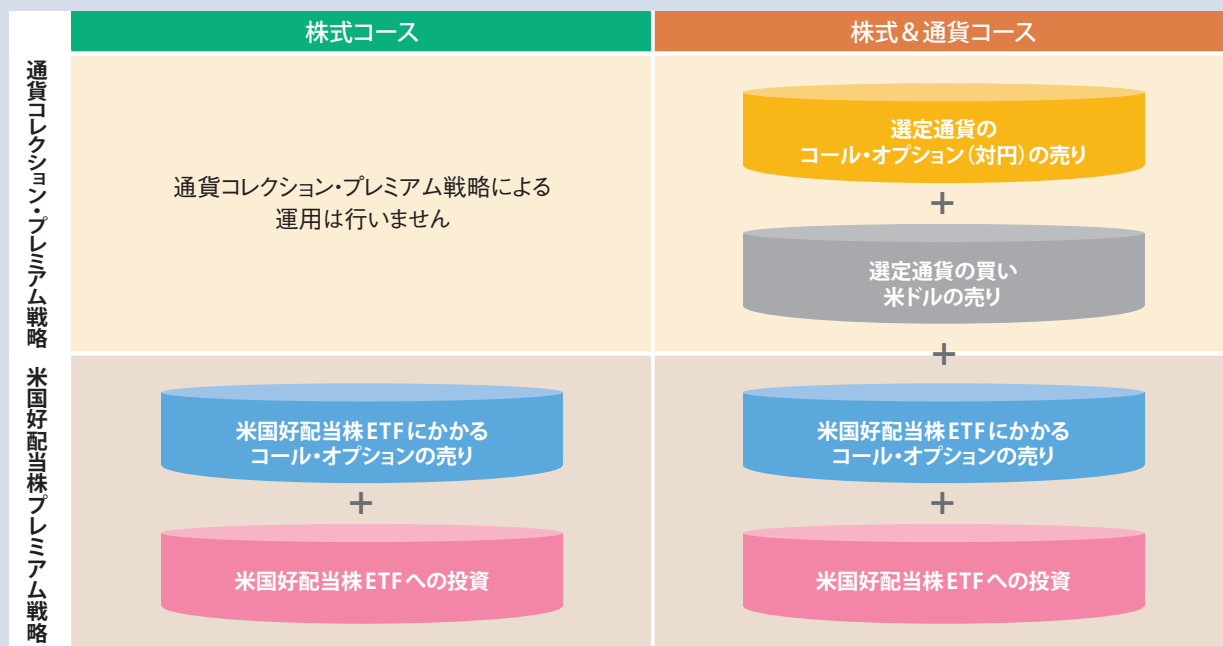 株式コース
株式&通貨コース
通貨コレクション・プレミアム戦略
通貨コレクション・プレミアム戦略による
運用は行いません
選定通貨の
コール・オプション(対円)の売り
+
選定通貨の買い
米ドルの売り
+
米国好配当株プレミアム戦略
米国好配当株ETFにかかる
コール・オプションの売り
+
米国好配当株ETFへの投資
米国好配当株ETFにかかる
コール・オプションの売り
+
米国好配当株ETFへの投資